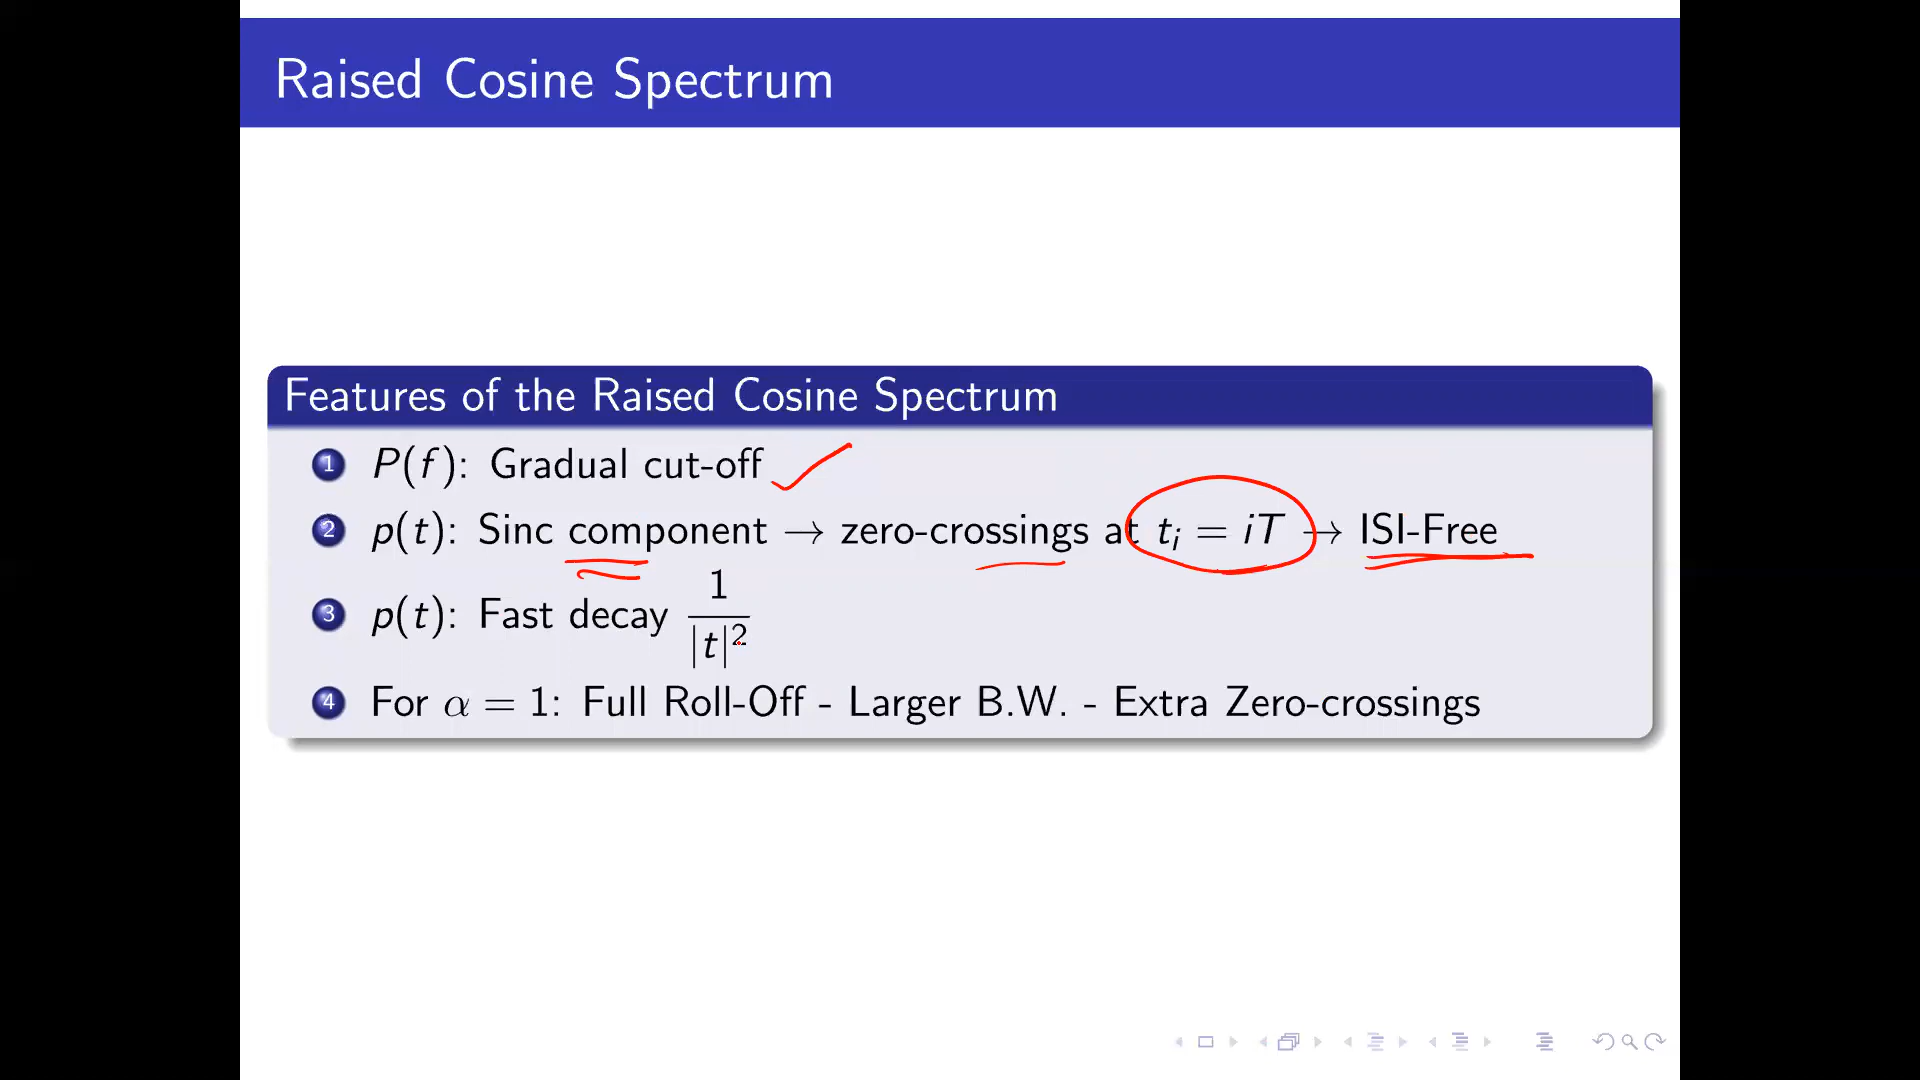 Raised Cosine Spectrum
Features of the Raised Cosine Spectrum
1 P(f): Gradual cut-off
2 p(t): Sinc component → zero-crossings at tᵢ = iT → ISI-Free
3 p(t): Fast decay 1/|t|²
4 For α = 1: Full Roll-Off - Larger B.W. - Extra Zero-crossings